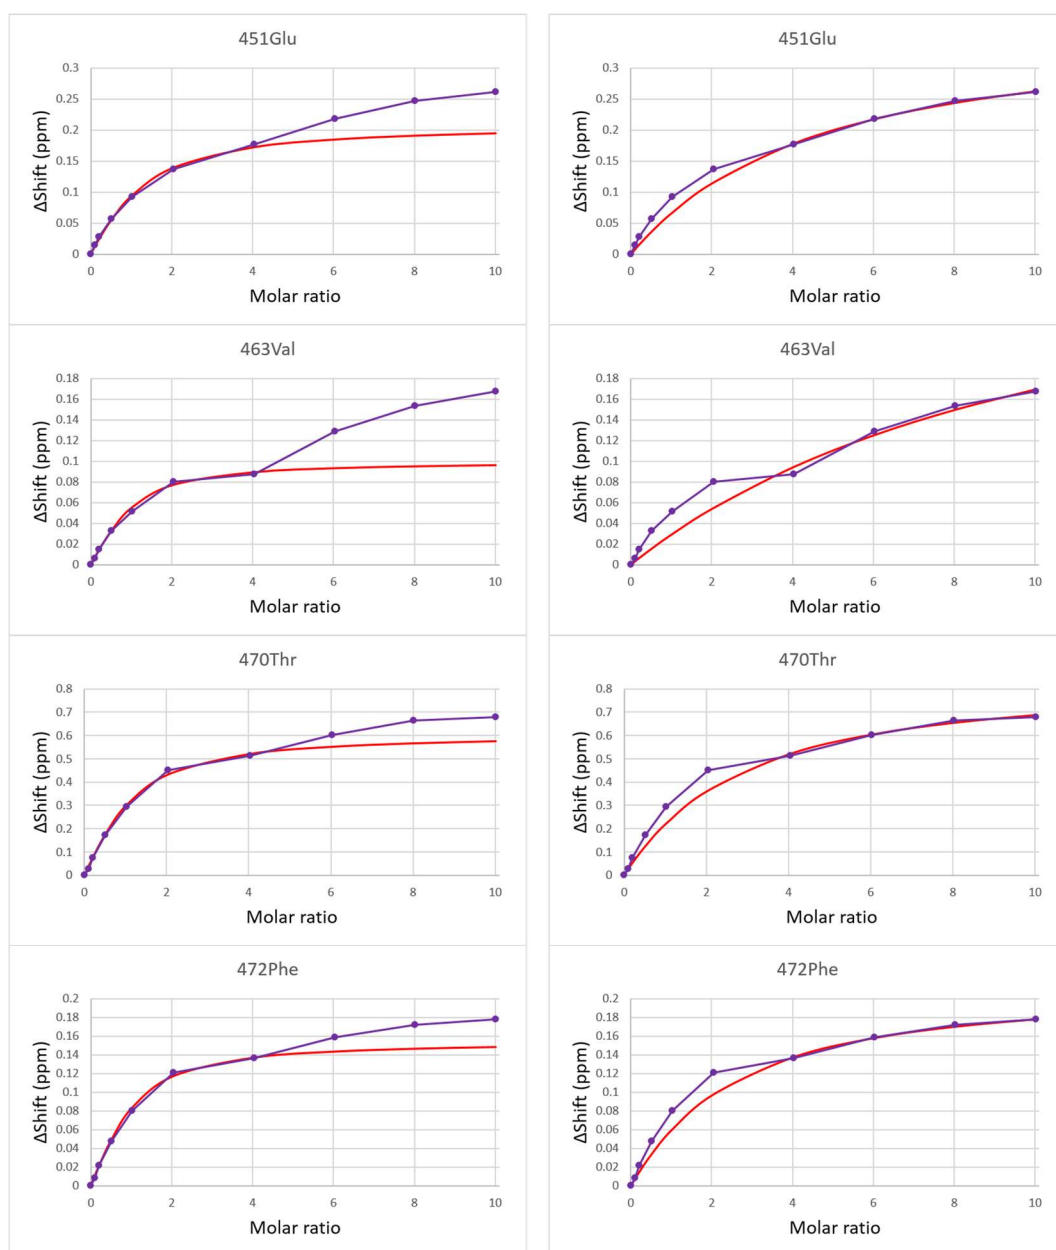 451Glu
ΔShift (ppm)
0.3
0.25
0.2
0.15
0.1
0.05
0
0 2 4 6 8 10
Molar ratio
451Glu
ΔShift (ppm)
0.3
0.25
0.2
0.15
0.1
0.05
0
0 2 4 6 8 10
Molar ratio
463Val
ΔShift (ppm)
0.18
0.16
0.14
0.12
0.1
0.08
0.06
0.04
0.02
0
0 2 4 6 8 10
Molar ratio
463Val
ΔShift (ppm)
0.18
0.16
0.14
0.12
0.1
0.08
0.06
0.04
0.02
0
0 2 4 6 8 10
Molar ratio
470Thr
ΔShift (ppm)
0.8
0.7
0.6
0.5
0.4
0.3
0.2
0.1
0
0 2 4 6 8 10
Molar ratio
470Thr
ΔShift (ppm)
0.8
0.7
0.6
0.5
0.4
0.3
0.2
0.1
0
0 2 4 6 8 10
Molar ratio
472Phe
ΔShift (ppm)
0.2
0.18
0.16
0.14
0.12
0.1
0.08
0.06
0.04
0.02
0
0 2 4 6 8 10
Molar ratio
472Phe
ΔShift (ppm)
0.2
0.18
0.16
0.14
0.12
0.1
0.08
0.06
0.04
0.02
0
0 2 4 6 8 10
Molar ratio